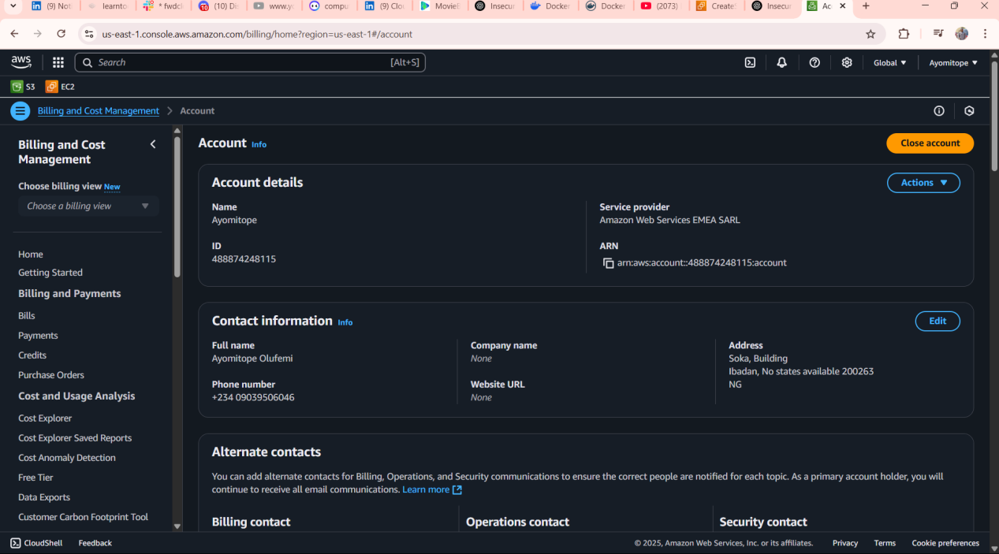 (9) Not
learnto
* fwdcl
(10) Di
www.yo
compu
(9) Clou
MovieE
Insecur
Docker
Docker
(2073)
Create
Insecur
Ac
us-east-1.console.aws.amazon.com/billing/home?region=us-east-1#/account
aws
Search
[Alt+S]
Global
Ayomitope
S3
EC2
Billing and Cost Management
Account
Billing and Cost
Management
Choose billing view New
Choose a billing view
Home
Getting Started
Billing and Payments
Bills
Payments
Credits
Purchase Orders
Cost and Usage Analysis
Cost Explorer
Cost Explorer Saved Reports
Cost Anomaly Detection
Free Tier
Data Exports
Customer Carbon Footprint Tool
Account Info
Close account
Account details
Actions
Name
Ayomitope
ID
488874248115
Service provider
Amazon Web Services EMEA SARL
ARN
arn:aws:account::488874248115:account
Contact information Info
Edit
Full name
Ayomitope Olufemi
Phone number
+234 09039506046
Company name
None
Website URL
None
Address
Soka, Building
Ibadan, No states available 200263
NG
Alternate contacts
You can add alternate contacts for Billing, Operations, and Security communications to ensure the correct people are notified for each topic. As a primary account holder, you will
continue to receive all email communications. Learn more
Billing contact
Operations contact
Security contact
CloudShell
Feedback
© 2025, Amazon Web Services, Inc. or its affiliates.
Privacy
Terms
Cookie preferences